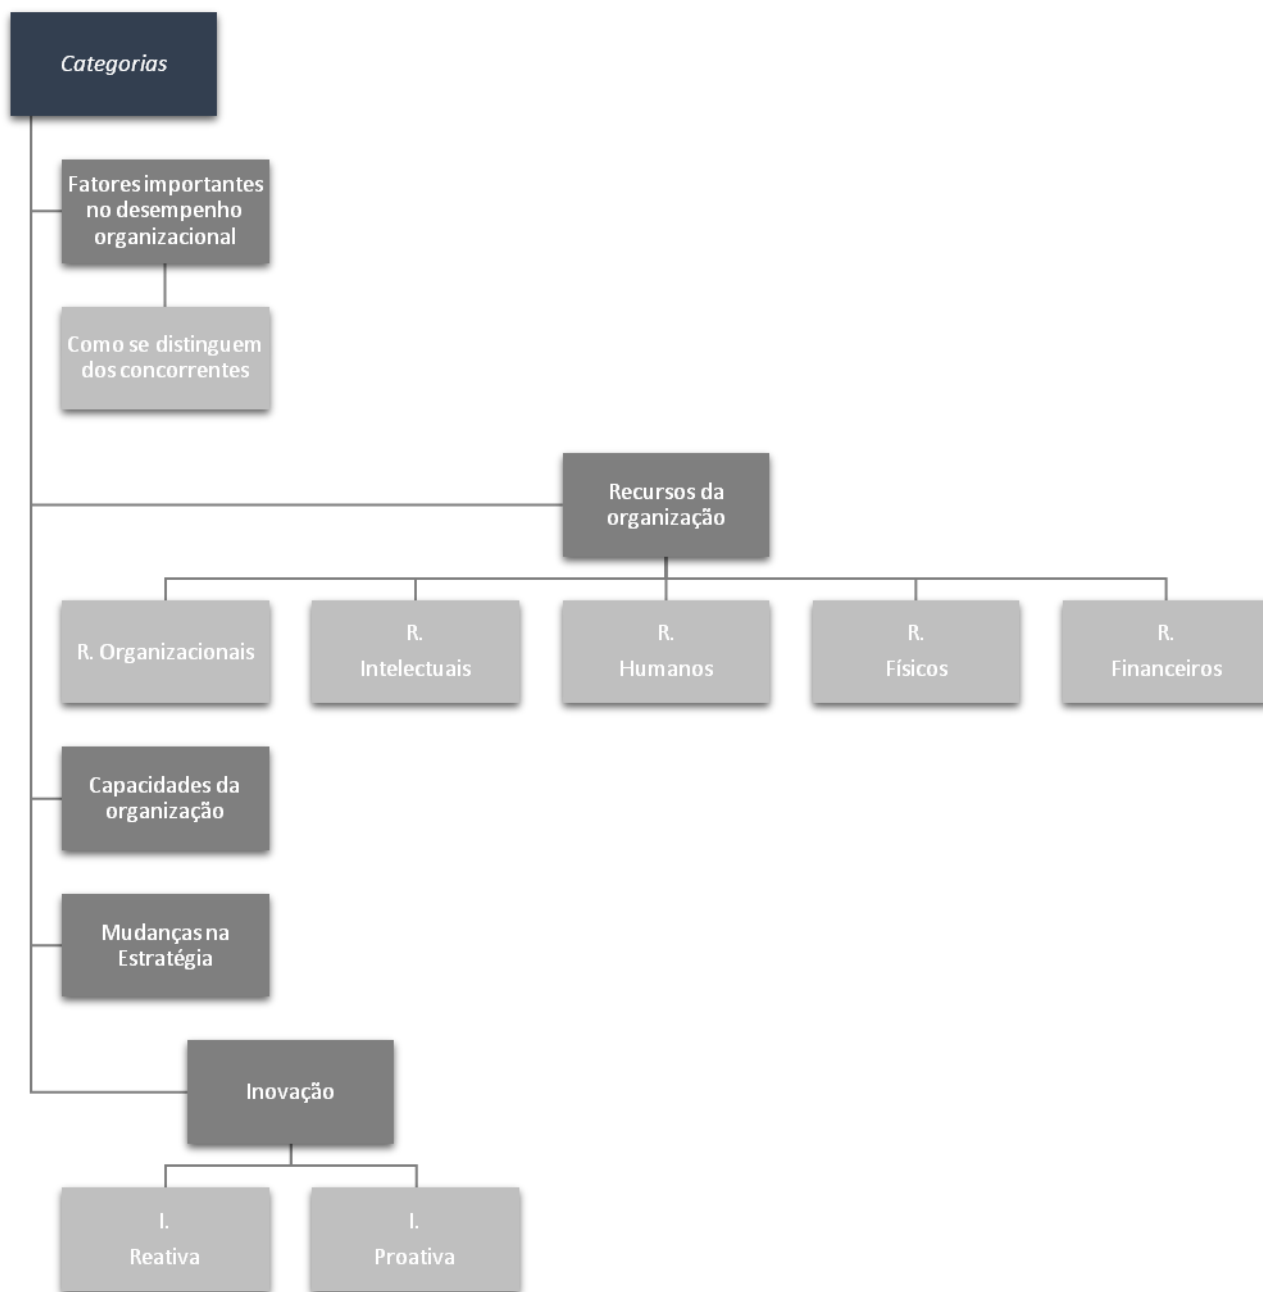 Categorias
Fatores importantes
no desempenho
organizacional
Como se distinguem
dos concorrentes
Recursos da
organização
R. Organizacionais
R.
Intelectuais
R.
Humanos
R.
Físicos
R.
Financeiros
Capacidades da
organização
Mudanças na
Estratégia
Inovação
I.
Reativa
I.
Proativa